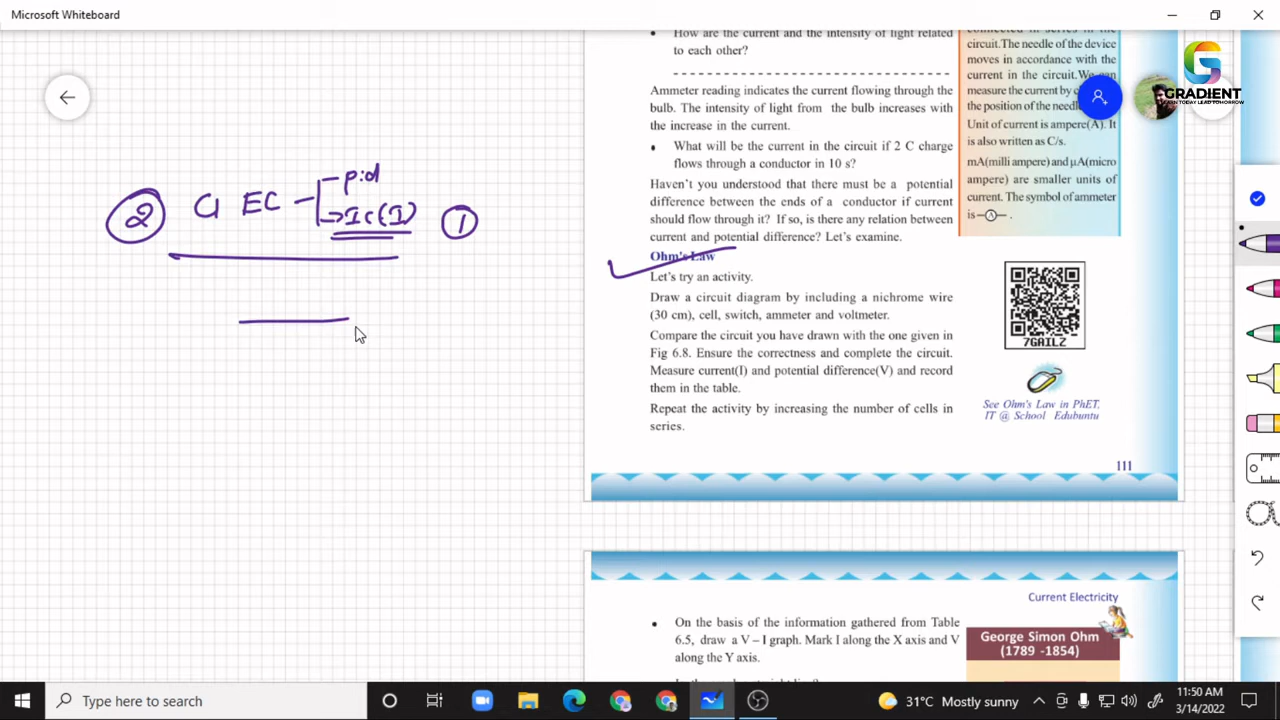 Microsoft Whiteboard
② Cl EC - p.d
→ Ic(I) ①
How are the current and the intensity of light related
to each other?
Ammeter reading indicates the current flowing through the
bulb. The intensity of light from the bulb increases with
the increase in the current.
What will be the current in the circuit if 2 C charge
flows through a conductor in 10 s?
Haven't you understood that there must be a potential
difference between the ends of a conductor if current
should flow through it? If so, is there any relation between
current and potential difference? Let's examine.
Ohm's Law
Let's try an activity.
Draw a circuit diagram by including a nichrome wire
(30 cm), cell, switch, ammeter and voltmeter.
Compare the circuit you have drawn with the one given in
Fig 6.8. Ensure the correctness and complete the circuit.
Measure current(I) and potential difference(V) and record
them in the table.
Repeat the activity by increasing the number of cells in
series.
circuit.The needle of the device
moves in accordance with the
current in the circuit.We can
measure the current by
the position of the
Unit of current is ampere(A). It
is also written as C/s.
mA(milli ampere) and µA(micro
ampere) are smaller units of
current. The symbol of ammeter
is -(A)- .
GRADIENT
LEARN TODAY LEAD TOMORROW
7GAILZ
See Ohm's Law in PhET,
IT @ School Edubuntu
111
Current Electricity
On the basis of the information gathered from Table
6.5, draw a V – I graph. Mark I along the X axis and V
along the Y axis.
George Simon Ohm
(1789 -1854)
Type here to search
31°C Mostly sunny
11:50 AM
3/14/2022